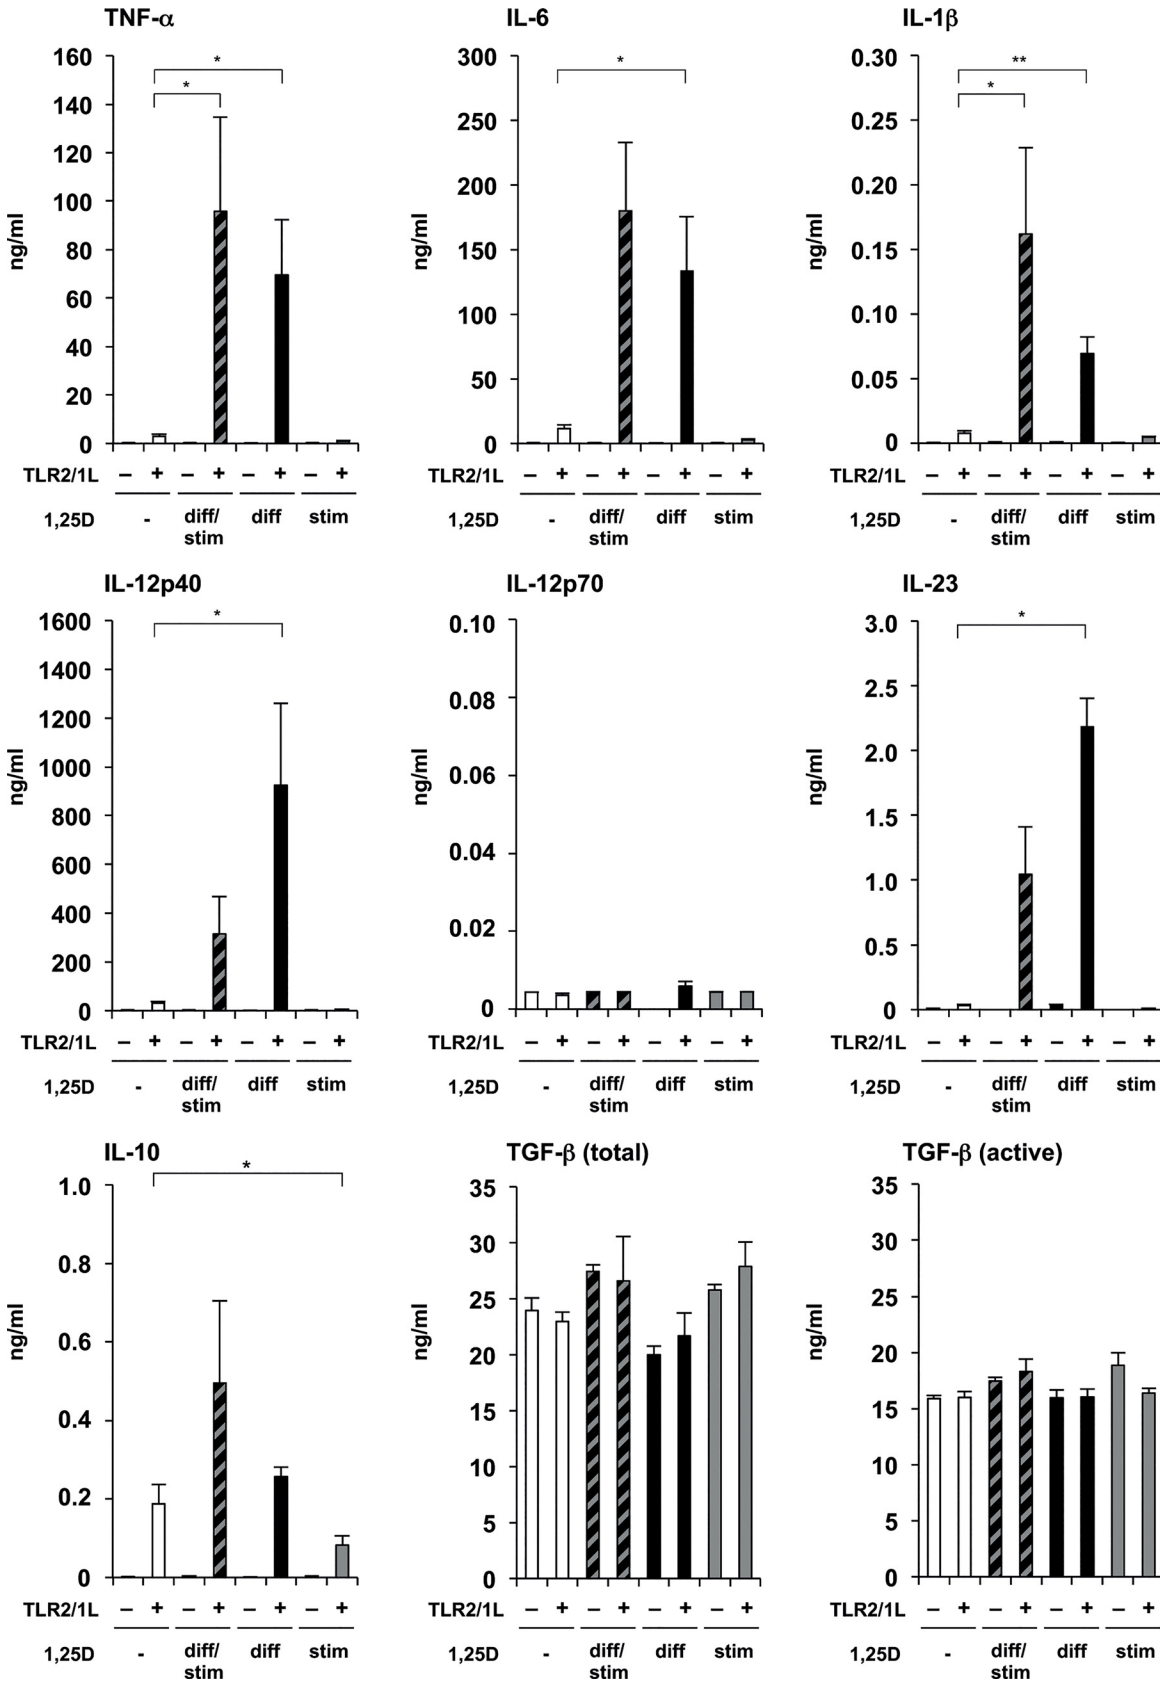 TNF-α
IL-6
IL-1β
160
140
120
100
80
60
40
20
0
ng/ml
*
*
300
250
200
150
100
50
0
ng/ml
*
0.30
0.25
0.20
0.15
0.10
0.05
0
ng/ml
**
*
TLR2/1L – + – + – + – +
1,25D - diff/stim diff stim
TLR2/1L – + – + – + – +
1,25D - diff/stim diff stim
TLR2/1L – + – + – + – +
1,25D - diff/stim diff stim
IL-12p40
IL-12p70
IL-23
1600
1400
1200
1000
800
600
400
200
0
ng/ml
*
0.10
0.08
0.06
0.04
0.02
0
ng/ml
3.0
2.5
2.0
1.5
1.0
0.5
0
ng/ml
*
TLR2/1L – + – + – + – +
1,25D - diff/stim diff stim
TLR2/1L – + – + – + – +
1,25D - diff/stim diff stim
TLR2/1L – + – + – + – +
1,25D - diff/stim diff stim
IL-10
TGF-β (total)
TGF-β (active)
1.0
0.8
0.6
0.4
0.2
0
ng/ml
*
35
30
25
20
15
10
5
0
ng/ml
35
30
25
20
15
10
5
0
ng/ml
TLR2/1L – + – + – + – +
1,25D - diff/stim diff stim
TLR2/1L – + – + – + – +
1,25D - diff/stim diff stim
TLR2/1L – + – + – + – +
1,25D - diff/stim diff stim